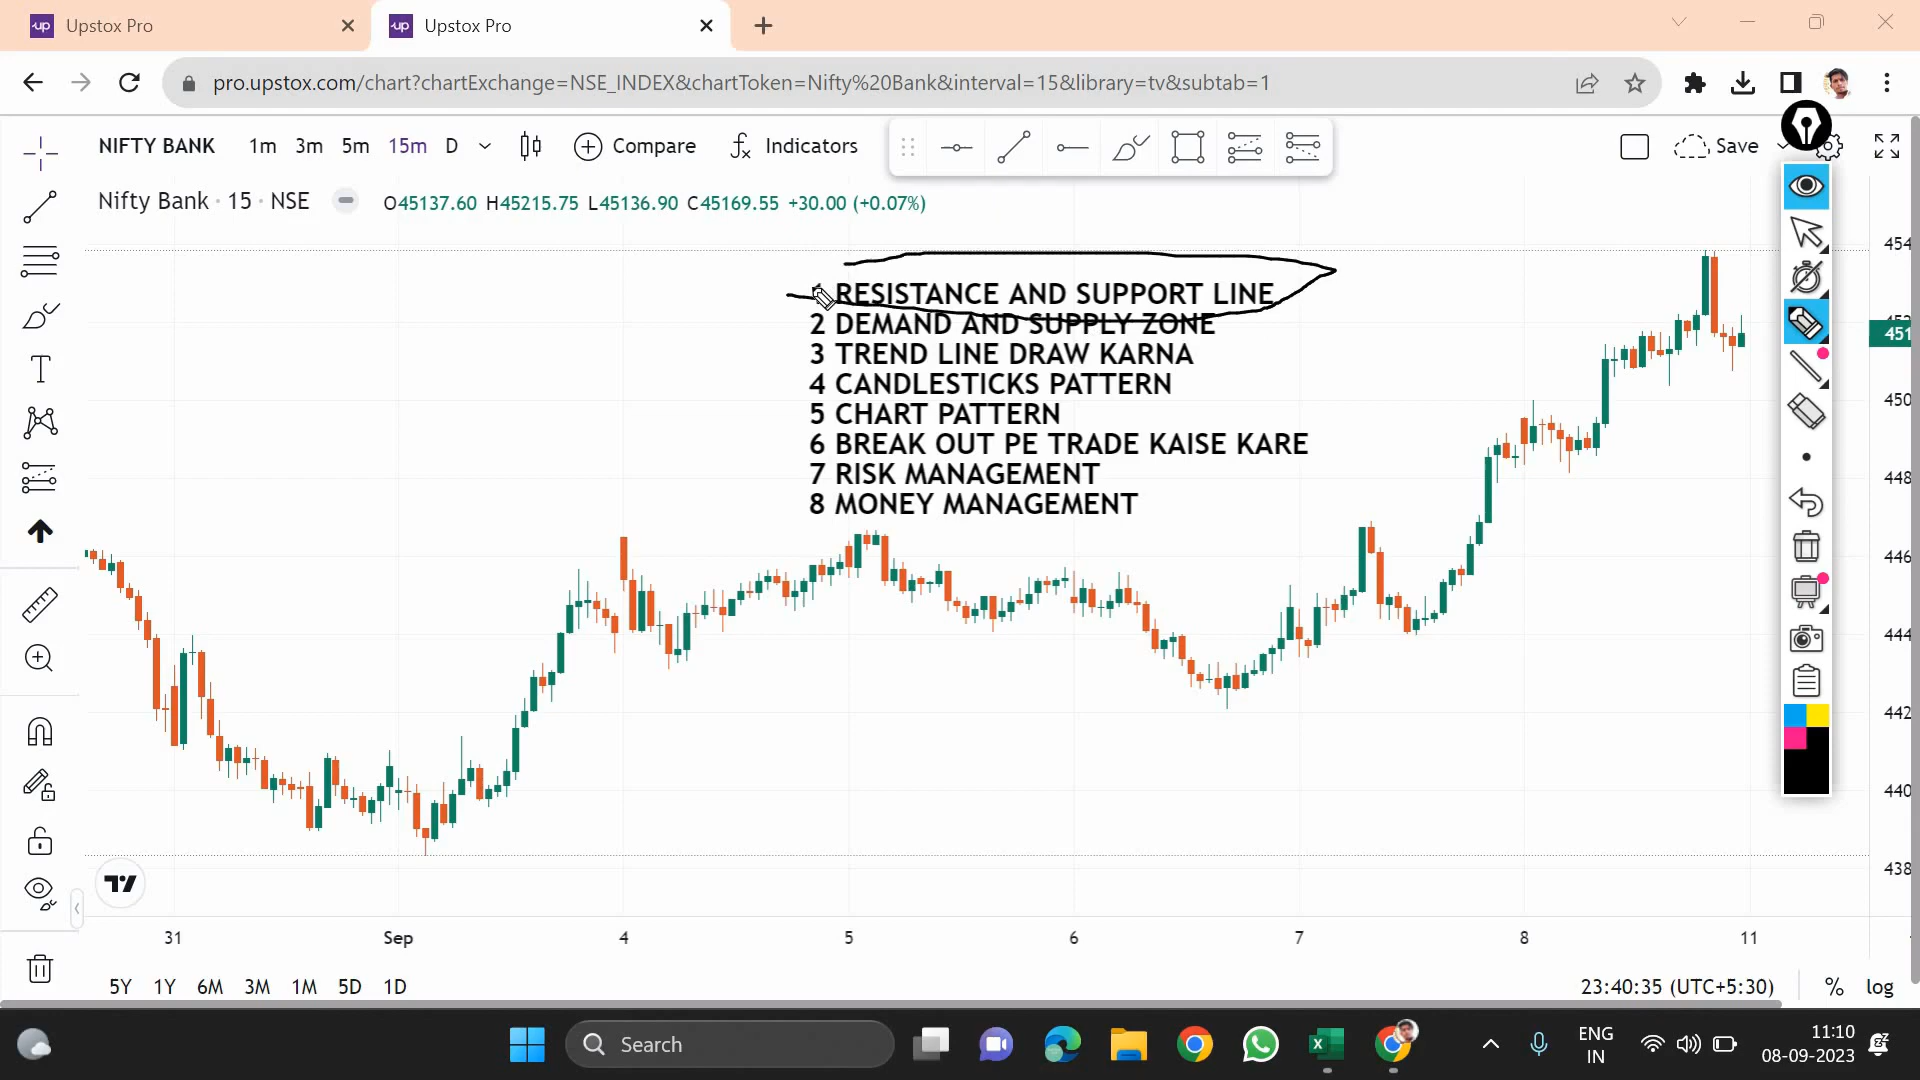 Upstox Pro
Upstox Pro
pro.upstox.com/chart?chartExchange=NSE_INDEX&chartToken=Nifty%20Bank&interval=15&library=tv&subtab=1
NIFTY BANK 1m 3m 5m 15m D Compare Indicators Save
Nifty Bank · 15 · NSE O45137.60 H45215.75 L45136.90 C45169.55 +30.00 (+0.07%)
RESISTANCE AND SUPPORT LINE
2 DEMAND AND SUPPLY ZONE
3 TREND LINE DRAW KARNA
4 CANDLESTICKS PATTERN
5 CHART PATTERN
6 BREAK OUT PE TRADE KAISE KARE
7 RISK MANAGEMENT
8 MONEY MANAGEMENT
454
451
450
448
446
444
442
440
438
31 Sep 4 5 6 7 8 11
5Y 1Y 6M 3M 1M 5D 1D 23:40:35 (UTC+5:30) % log
Search
ENG
IN
11:10
08-09-2023